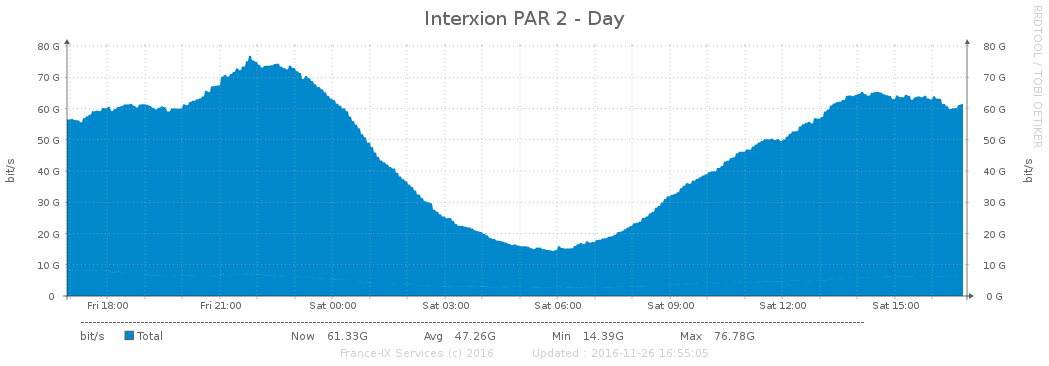 Interxion PAR 2 - Day
RRDTOOL / TOBI OETIKER
bit/s
80 G 80 G
70 G 70 G
60 G 60 G
50 G 50 G
40 G 40 G
30 G 30 G
20 G 20 G
10 G 10 G
0 0 G
bit/s
Fri 18:00 Fri 21:00 Sat 00:00 Sat 03:00 Sat 06:00 Sat 09:00 Sat 12:00 Sat 15:00
bit/s Total Now 61.33G Avg 47.26G Min 14.39G Max 76.78G
France-IX Services (c) 2016 Updated : 2016-11-26 16:55:05